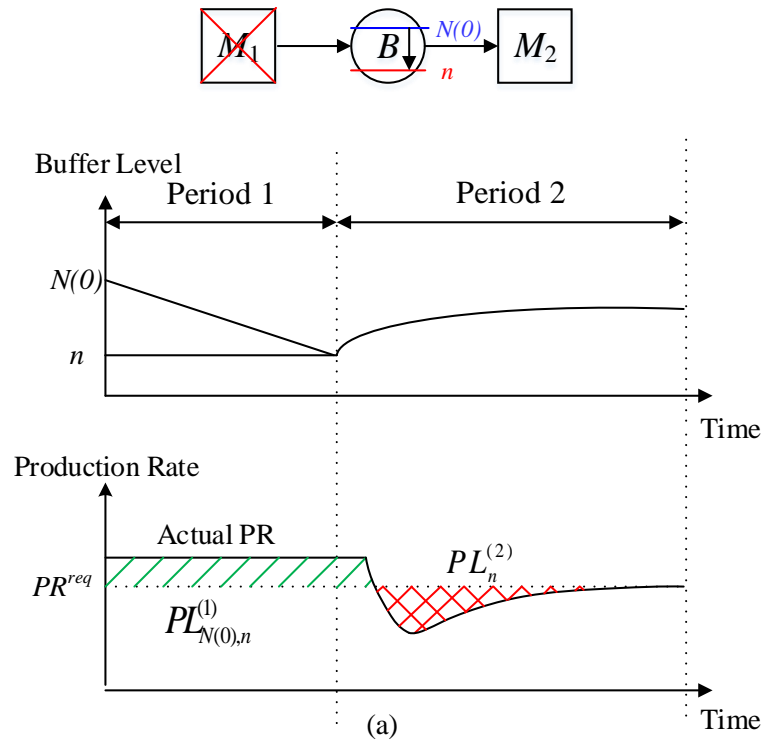 M₁ B N(0) M₂
n
Buffer Level
Period 1 Period 2
N(0)
n
Time
Production Rate
Actual PR
PL_n^(2)
PR^req
PL_N(0),n^(1)
Time
(a)